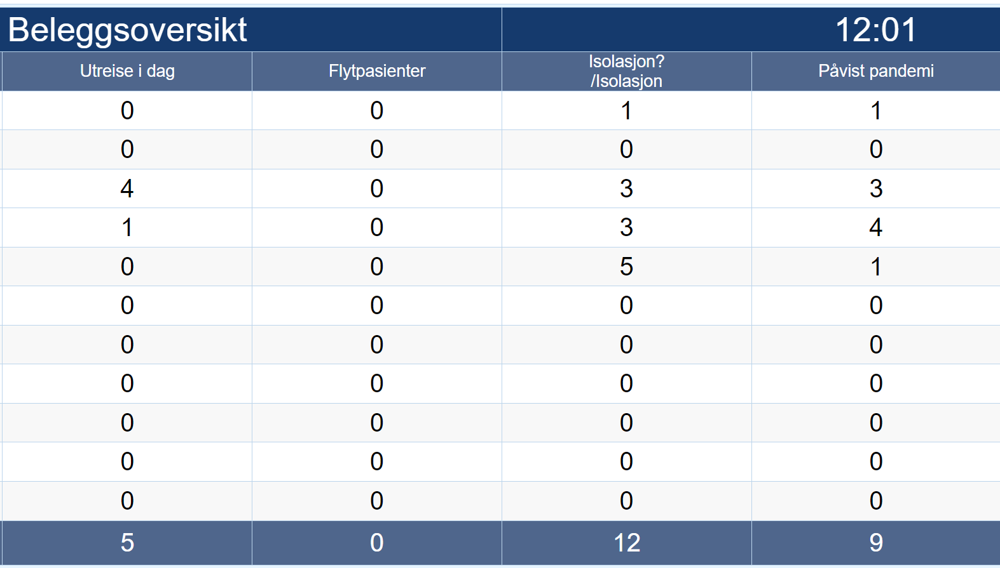 Beleggsoversikt 12:01
Utreise i dag Flytpasienter Isolasjon? Påvist pandemi
/Isolasjon
0 0 1 1
0 0 0 0
4 0 3 3
1 0 3 4
0 0 5 1
0 0 0 0
0 0 0 0
0 0 0 0
0 0 0 0
0 0 0 0
0 0 0 0
5 0 12 9